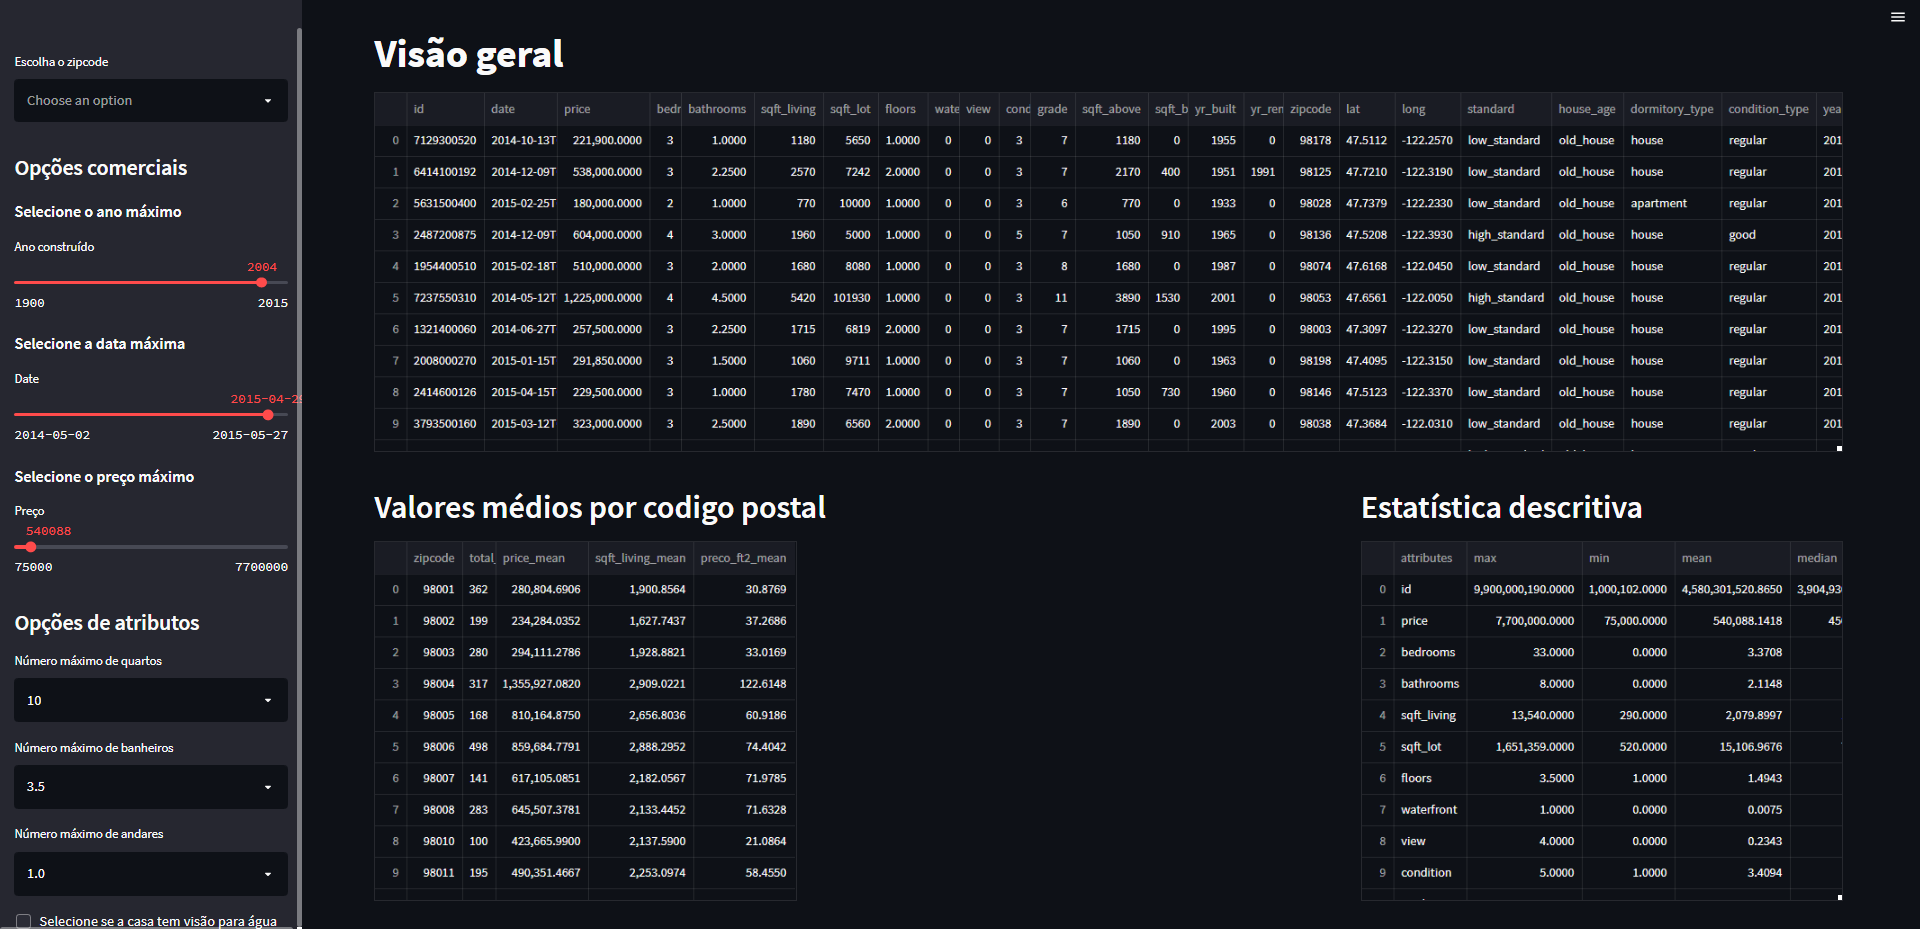 Escolha o zipcode
Choose an option
Opções comerciais
Selecione o ano máximo
Ano construído
2004
1900 2015
Selecione a data máxima
Date
2015-04-29
2014-05-02 2015-05-27
Selecione o preço máximo
Preço
540088
75000 7700000
Opções de atributos
Número máximo de quartos
10
Número máximo de banheiros
3.5
Número máximo de andares
1.0
Selecione se a casa tem visão para água
Visão geral
id date price bedr bathrooms sqft_living sqft_lot floors wate view cond grade sqft_above sqft_b yr_built yr_ren zipcode lat long standard house_age dormitory_type condition_type yea
0 7129300520 2014-10-13T 221,900.0000 3 1.0000 1180 5650 1.0000 0 0 3 7 1180 0 1955 0 98178 47.5112 -122.2570 low_standard old_house house regular 201
1 6414100192 2014-12-09T 538,000.0000 3 2.2500 2570 7242 2.0000 0 0 3 7 2170 400 1951 1991 98125 47.7210 -122.3190 low_standard old_house house regular 201
2 5631500400 2015-02-25T 180,000.0000 2 1.0000 770 10000 1.0000 0 0 3 6 770 0 1933 0 98028 47.7379 -122.2330 low_standard old_house apartment regular 201
3 2487200875 2014-12-09T 604,000.0000 4 3.0000 1960 5000 1.0000 0 0 5 7 1050 910 1965 0 98136 47.5208 -122.3930 high_standard old_house house good 201
4 1954400510 2015-02-18T 510,000.0000 3 2.0000 1680 8080 1.0000 0 0 3 8 1680 0 1987 0 98074 47.6168 -122.0450 low_standard old_house house regular 201
5 7237550310 2014-05-12T 1,225,000.0000 4 4.5000 5420 101930 1.0000 0 0 3 11 3890 1530 2001 0 98053 47.6561 -122.0050 high_standard old_house house regular 201
6 1321400060 2014-06-27T 257,500.0000 3 2.2500 1715 6819 2.0000 0 0 3 7 1715 0 1995 0 98003 47.3097 -122.3270 low_standard old_house house regular 201
7 2008000270 2015-01-15T 291,850.0000 3 1.5000 1060 9711 1.0000 0 0 3 7 1060 0 1963 0 98198 47.4095 -122.3150 low_standard old_house house regular 201
8 2414600126 2015-04-15T 229,500.0000 3 1.0000 1780 7470 1.0000 0 0 3 7 1050 730 1960 0 98146 47.5123 -122.3370 low_standard old_house house regular 201
9 3793500160 2015-03-12T 323,000.0000 3 2.5000 1890 6560 2.0000 0 0 3 7 1890 0 2003 0 98038 47.3684 -122.0310 low_standard old_house house regular 201
Valores médios por codigo postal
zipcode total_ price_mean sqft_living_mean preco_ft2_mean
0 98001 362 280,804.6906 1,900.8564 30.8769
1 98002 199 234,284.0352 1,627.7437 37.2686
2 98003 280 294,111.2786 1,928.8821 33.0169
3 98004 317 1,355,927.0820 2,909.0221 122.6148
4 98005 168 810,164.8750 2,656.8036 60.9186
5 98006 498 859,684.7791 2,888.2952 74.4042
6 98007 141 617,105.0851 2,182.0567 71.9785
7 98008 283 645,507.3781 2,133.4452 71.6328
8 98010 100 423,665.9900 2,137.5900 21.0864
9 98011 195 490,351.4667 2,253.0974 58.4550
Estatística descritiva
attributes max min mean median
0 id 9,900,000,190.0000 1,000,102.0000 4,580,301,520.8650 3,904,93
1 price 7,700,000.0000 75,000.0000 540,088.1418 45
2 bedrooms 33.0000 0.0000 3.3708
3 bathrooms 8.0000 0.0000 2.1148
4 sqft_living 13,540.0000 290.0000 2,079.8997
5 sqft_lot 1,651,359.0000 520.0000 15,106.9676
6 floors 3.5000 1.0000 1.4943
7 waterfront 1.0000 0.0000 0.0075
8 view 4.0000 0.0000 0.2343
9 condition 5.0000 1.0000 3.4094